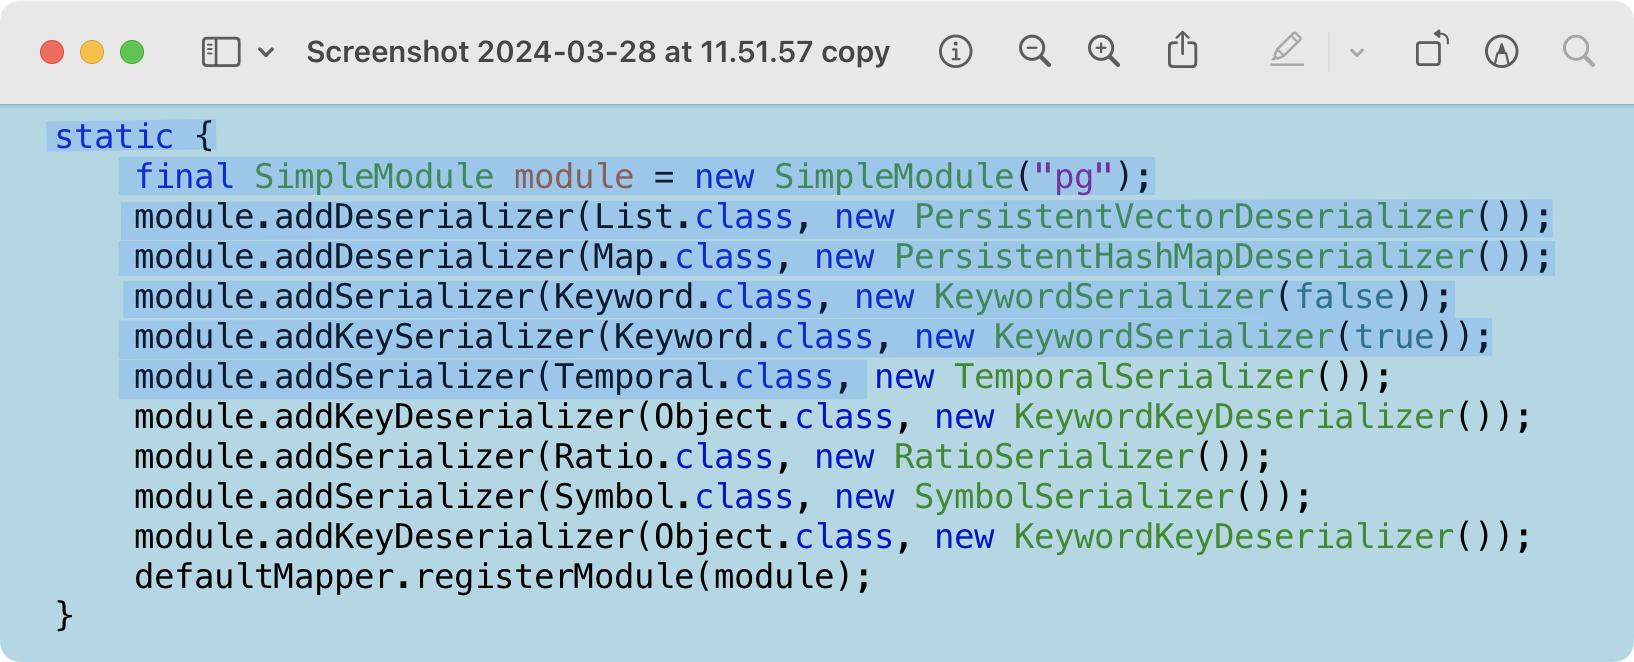 Screenshot 2024-03-28 at 11.51.57 copy
static {
    final SimpleModule module = new SimpleModule("pg");
    module.addDeserializer(List.class, new PersistentVectorDeserializer());
    module.addDeserializer(Map.class, new PersistentHashMapDeserializer());
    module.addSerializer(Keyword.class, new KeywordSerializer(false));
    module.addKeySerializer(Keyword.class, new KeywordSerializer(true));
    module.addSerializer(Temporal.class, new TemporalSerializer());
    module.addKeyDeserializer(Object.class, new KeywordKeyDeserializer());
    module.addSerializer(Ratio.class, new RatioSerializer());
    module.addSerializer(Symbol.class, new SymbolSerializer());
    module.addKeyDeserializer(Object.class, new KeywordKeyDeserializer());
    defaultMapper.registerModule(module);
}